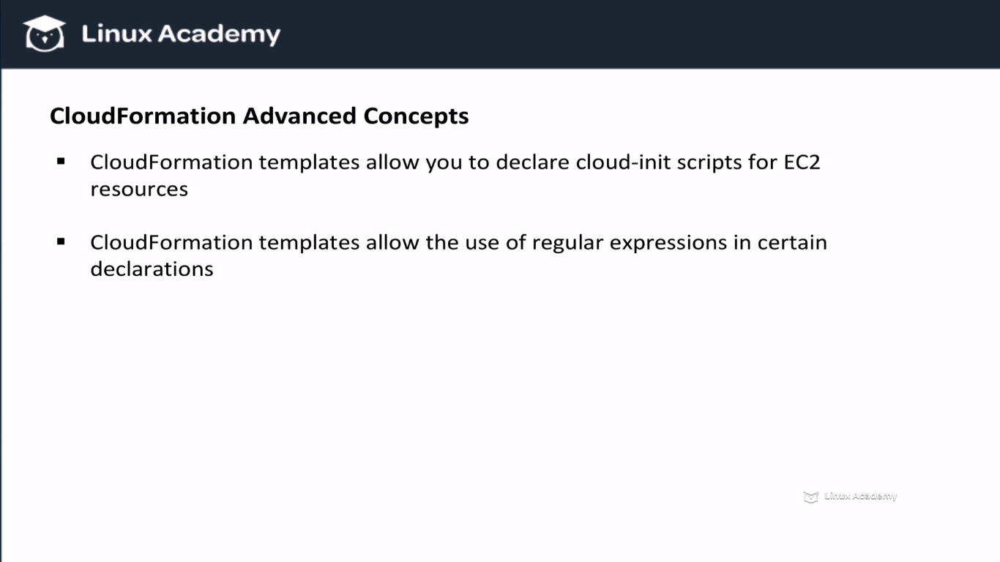 Linux Academy
CloudFormation Advanced Concepts
▪ CloudFormation templates allow you to declare cloud-init scripts for EC2
resources
▪ CloudFormation templates allow the use of regular expressions in certain
declarations
Linux Academy